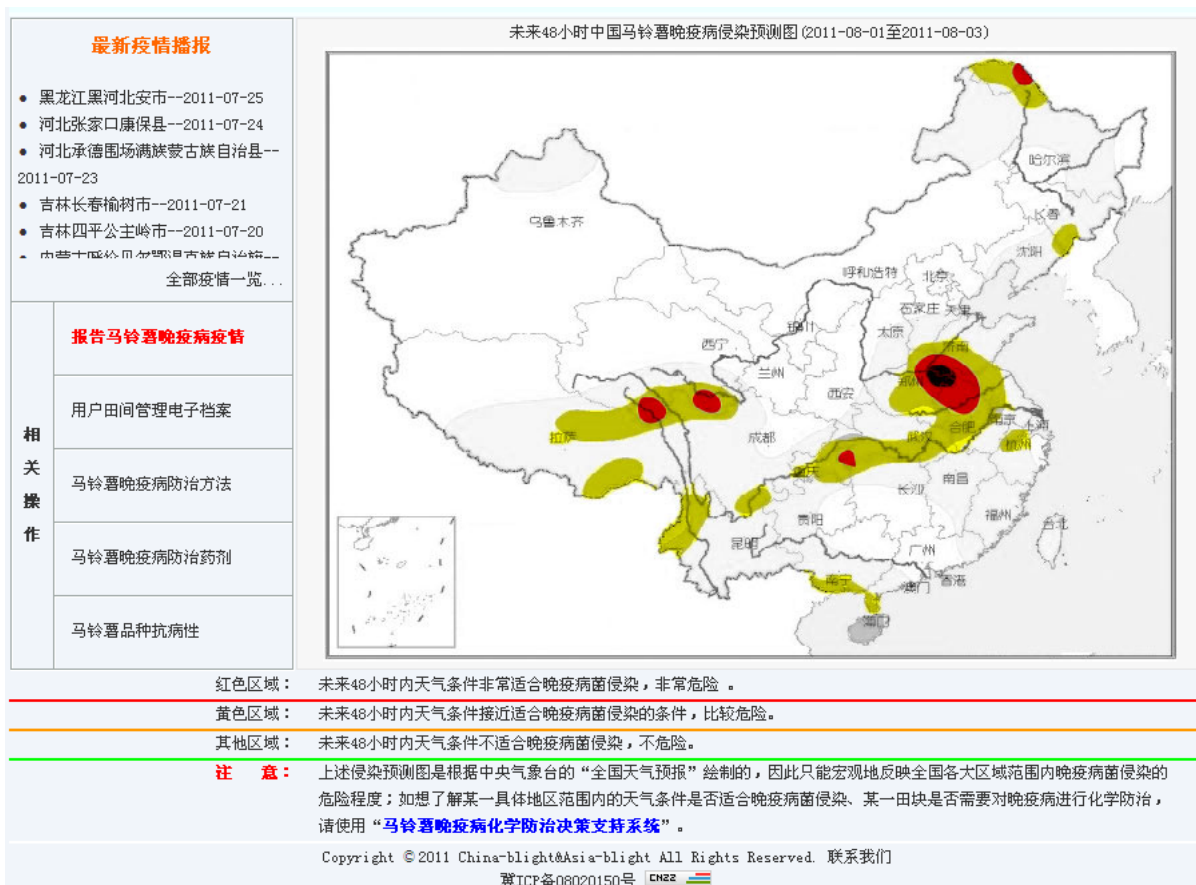 最新疫情播报
黑龙江黑河北安市--2011-07-25
河北张家口康保县--2011-07-24
河北承德围场满族蒙古族自治县--
2011-07-23
吉林长春榆树市--2011-07-21
吉林四平公主岭市--2011-07-20
全部疫情一览...
相关操作
报告马铃薯晚疫病疫情
用户田间管理电子档案
马铃薯晚疫病防治方法
马铃薯晚疫病防治药剂
马铃薯品种抗病性
未来48小时中国马铃薯晚疫病侵染预测图(2011-08-01至2011-08-03)
哈尔滨
长春
乌鲁木齐
沈阳
呼和浩特
北京
石家庄
天津
银川
太原
西宁
济南
兰州
郑州
西安
南京
上海
合肥
拉萨
成都
武汉
杭州
重庆
南昌
长沙
贵阳
福州
台北
昆明
广州
南宁
香港
澳门
海口
红色区域: 未来48小时内天气条件非常适合晚疫病菌侵染,非常危险 。
黄色区域: 未来48小时内天气条件接近适合晚疫病菌侵染的条件,比较危险。
其他区域: 未来48小时内天气条件不适合晚疫病菌侵染,不危险。
注 意: 上述侵染预测图是根据中央气象台的“全国天气预报”绘制的,因此只能宏观地反映全国各大区域范围内晚疫病菌侵染的
危险程度;如想了解某一具体地区范围内的天气条件是否适合晚疫病菌侵染、某一田块是否需要对晚疫病进行化学防治,
请使用“马铃薯晚疫病化学防治决策支持系统”。
Copyright ©2011 China-blight&Asia-blight All Rights Reserved. 联系我们
冀ICP备08020150号 CNZZ